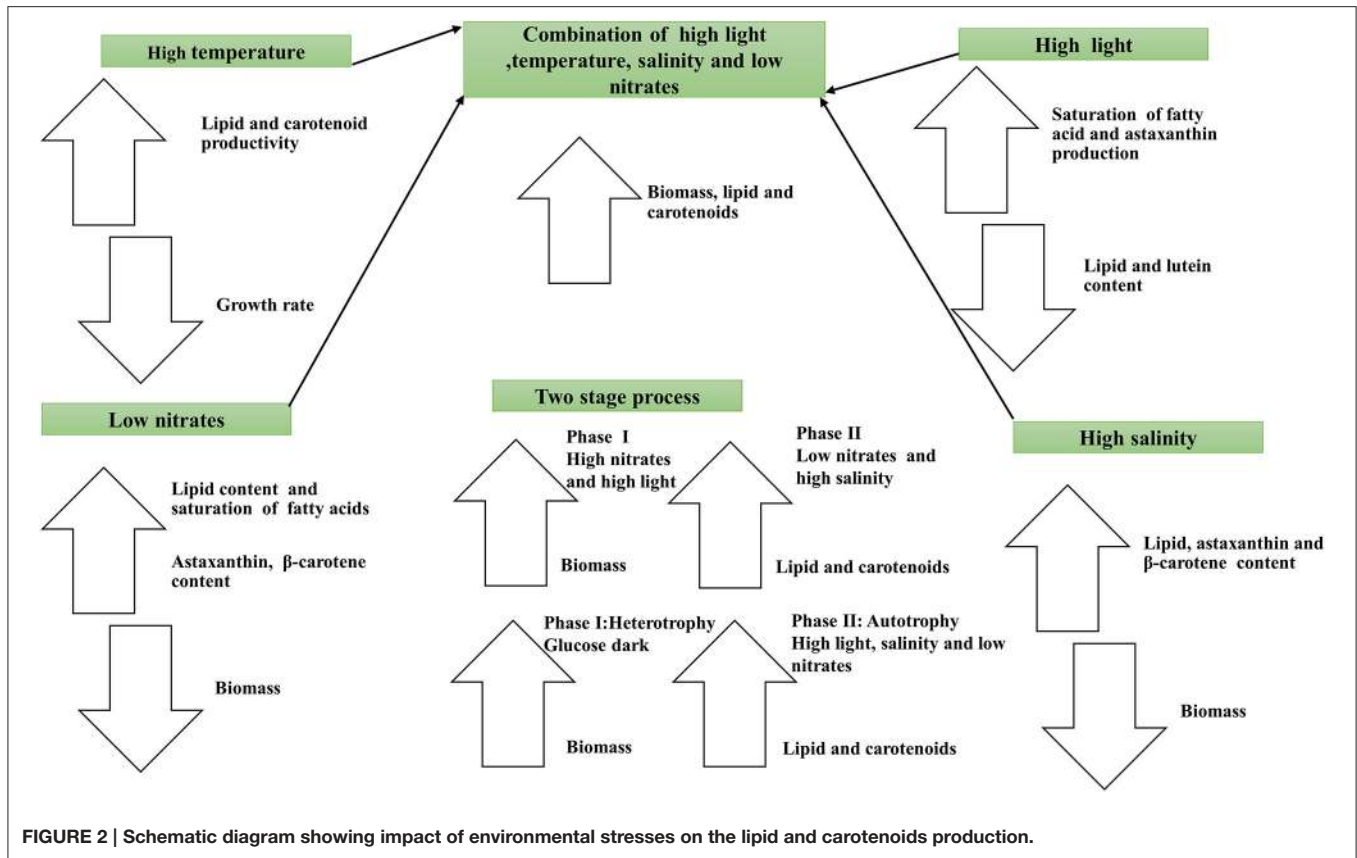 High temperature
Combination of high light
,temperature, salinity and low
nitrates
High light
Lipid and carotenoid
productivity
Growth rate
Biomass, lipid and
carotenoids
Saturation of fatty
acid and astaxanthin
production
Lipid and lutein
content
Low nitrates
Lipid content and
saturation of fatty acids
Astaxanthin, β-carotene
content
Biomass
Two stage process
Phase I
High nitrates
and high light
Biomass
Phase II
Low nitrates and
high salinity
Lipid and carotenoids
Phase I:Heterotrophy
Glucose dark
Biomass
Phase II: Autotrophy
High light, salinity and low
nitrates
Lipid and carotenoids
High salinity
Lipid, astaxanthin and
β-carotene content
Biomass
FIGURE 2 | Schematic diagram showing impact of environmental stresses on the lipid and carotenoids production.